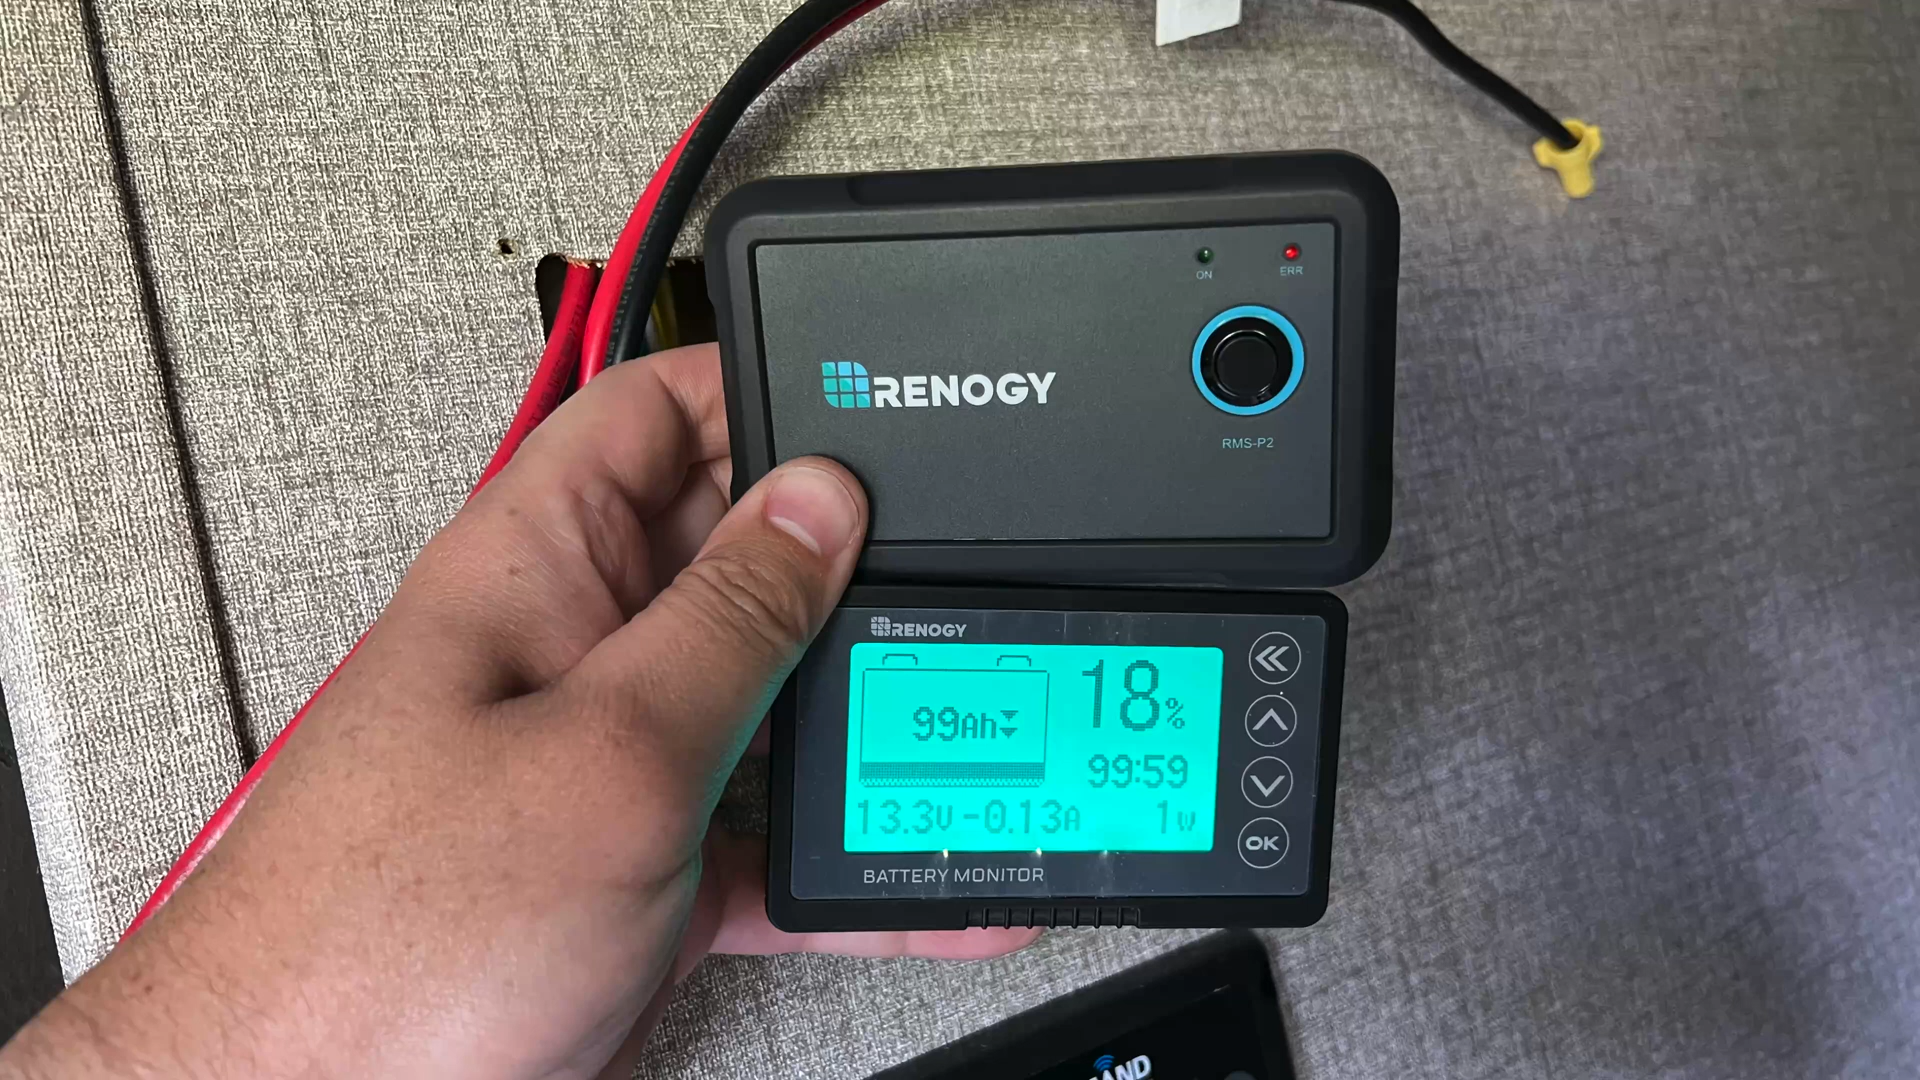 ON
ERR
RENOGY
RMS-P2
RENOGY
18%
99Ah
99:59
13.3V -0.13A 1W
OK
BATTERY MONITOR